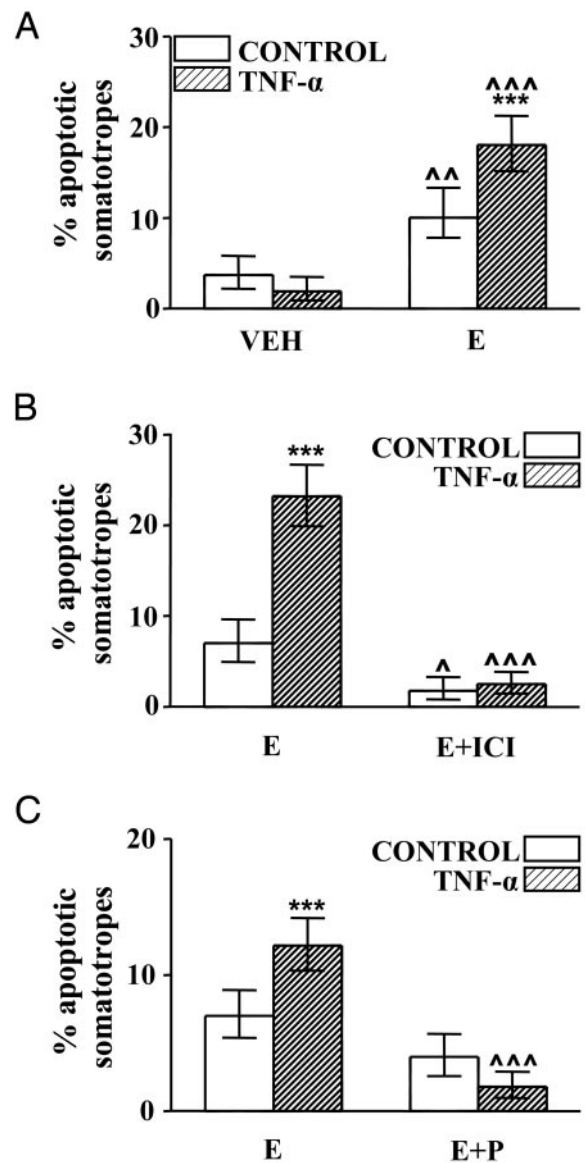 A
% apoptotic
somatotropes
30
20
10
0
CONTROL
TNF-α
^^
^^^
***
VEH
E
B
% apoptotic
somatotropes
30
20
10
0
CONTROL
TNF-α
***
^
^^^
E
E+ICI
C
% apoptotic
somatotropes
20
10
0
CONTROL
TNF-α
***
^^^
E
E+P